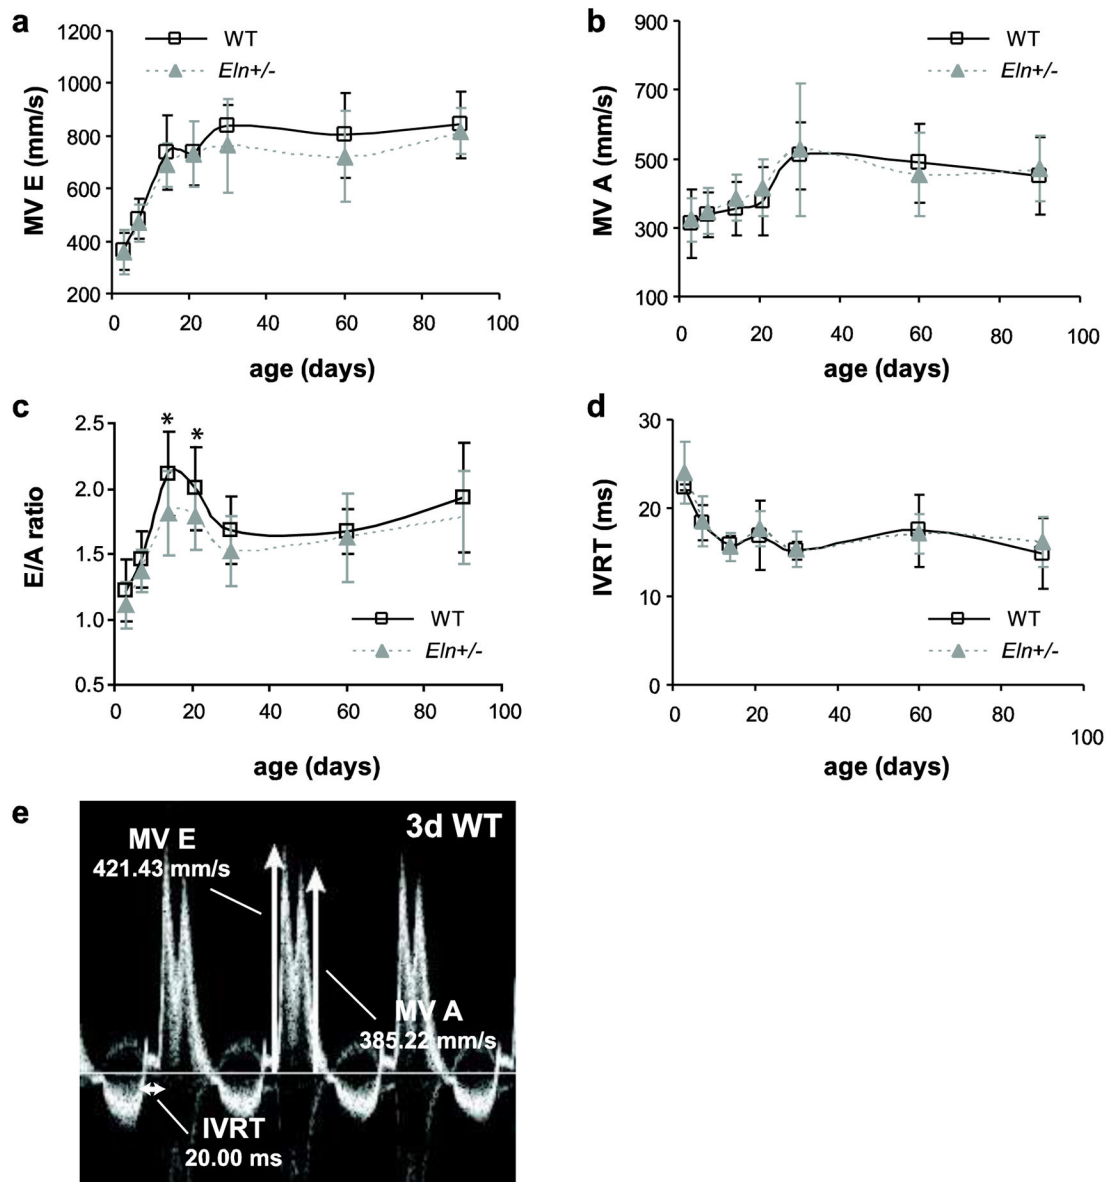 a
1200
1000
800
600
400
200
MV E (mm/s)
WT
Eln+/-
0 20 40 60 80 100
age (days)
b
900
700
500
300
100
MV A (mm/s)
WT
Eln+/-
0 20 40 60 80 100
age (days)
c
2.5
2.0
1.5
1.0
0.5
E/A ratio
* *
WT
Eln+/-
0 20 40 60 80 100
age (days)
d
30
20
10
0
IVRT (ms)
WT
Eln+/-
0 20 40 60 80 100
age (days)
e
3d WT
MV E
421.43 mm/s
MV A
385.22 mm/s
IVRT
20.00 ms